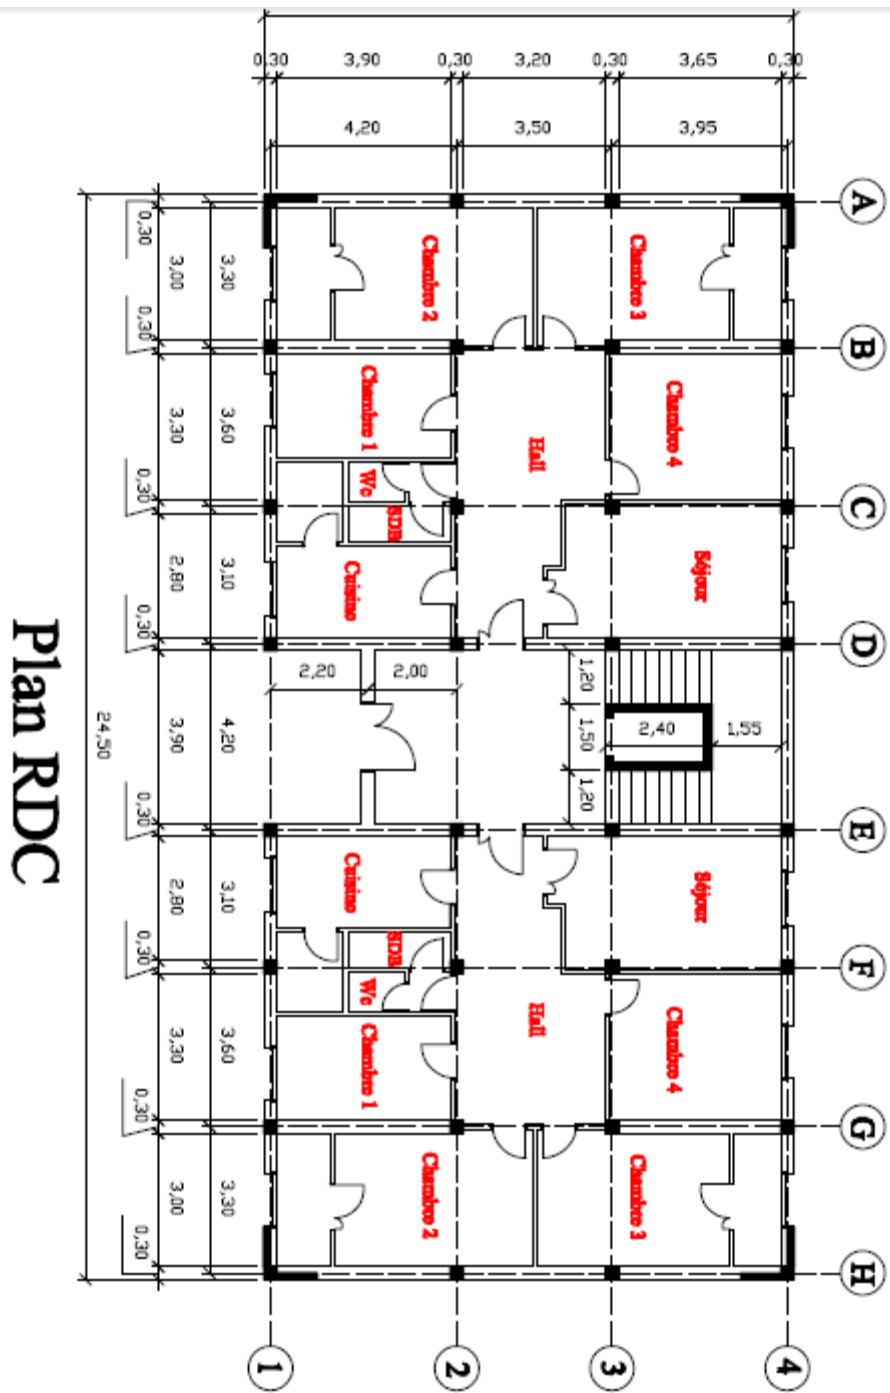 0,30 3,90 0,30 3,20 0,30 3,65 0,30
4,20 3,50 3,95
A
B
C
D
E
F
G
H
1
2
3
4
0,30 3,00 0,30 3,30 0,30 2,80 0,30 3,90 0,30 2,80 0,30 3,30 0,30 3,00 0,30
3,30 3,60 3,10 4,20 3,10 3,60 3,30
24,50
Chambre 2
Chambre 3
Chambre 1
Chambre 4
Hall
Wc
SDB
Cuisine
Séjour
2,20 2,00
1,20
1,50
1,20
2,40 1,55
Cuisine
Séjour
SDB
Wc
Hall
Chambre 1
Chambre 4
Chambre 2
Chambre 3
Plan RDC